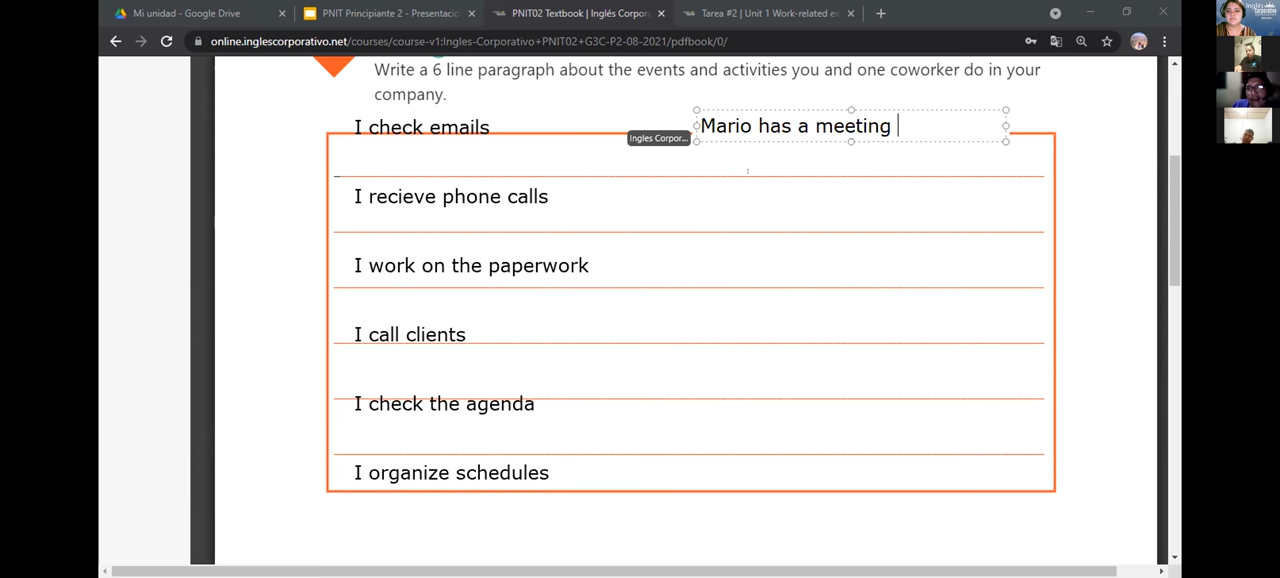 Mi unidad - Google Drive
PNIT Principiante 2 - Presentacio
PNIT02 Textbook | Inglés Corpor
Tarea #2 | Unit 1 Work-related e
online.inglescorporativo.net/courses/course-v1:Ingles-Corporativo+PNIT02+G3C-P2-08-2021/pdfbook/0/
Write a 6 line paragraph about the events and activities you and one coworker do in your
company.
I check emails
Mario has a meeting
Ingles Corpor...
I recieve phone calls
I work on the paperwork
I call clients
I check the agenda
I organize schedules